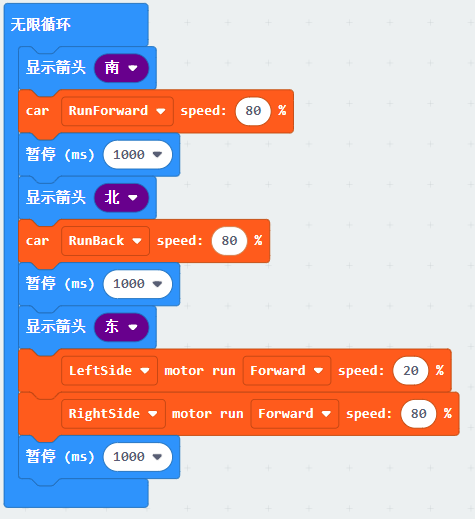 无限循环
显示箭头 南
car RunForward speed: 80 %
暂停 (ms) 1000
显示箭头 北
car RunBack speed: 80 %
暂停 (ms) 1000
显示箭头 东
LeftSide motor run Forward speed: 20 %
RightSide motor run Forward speed: 80 %
暂停 (ms) 1000